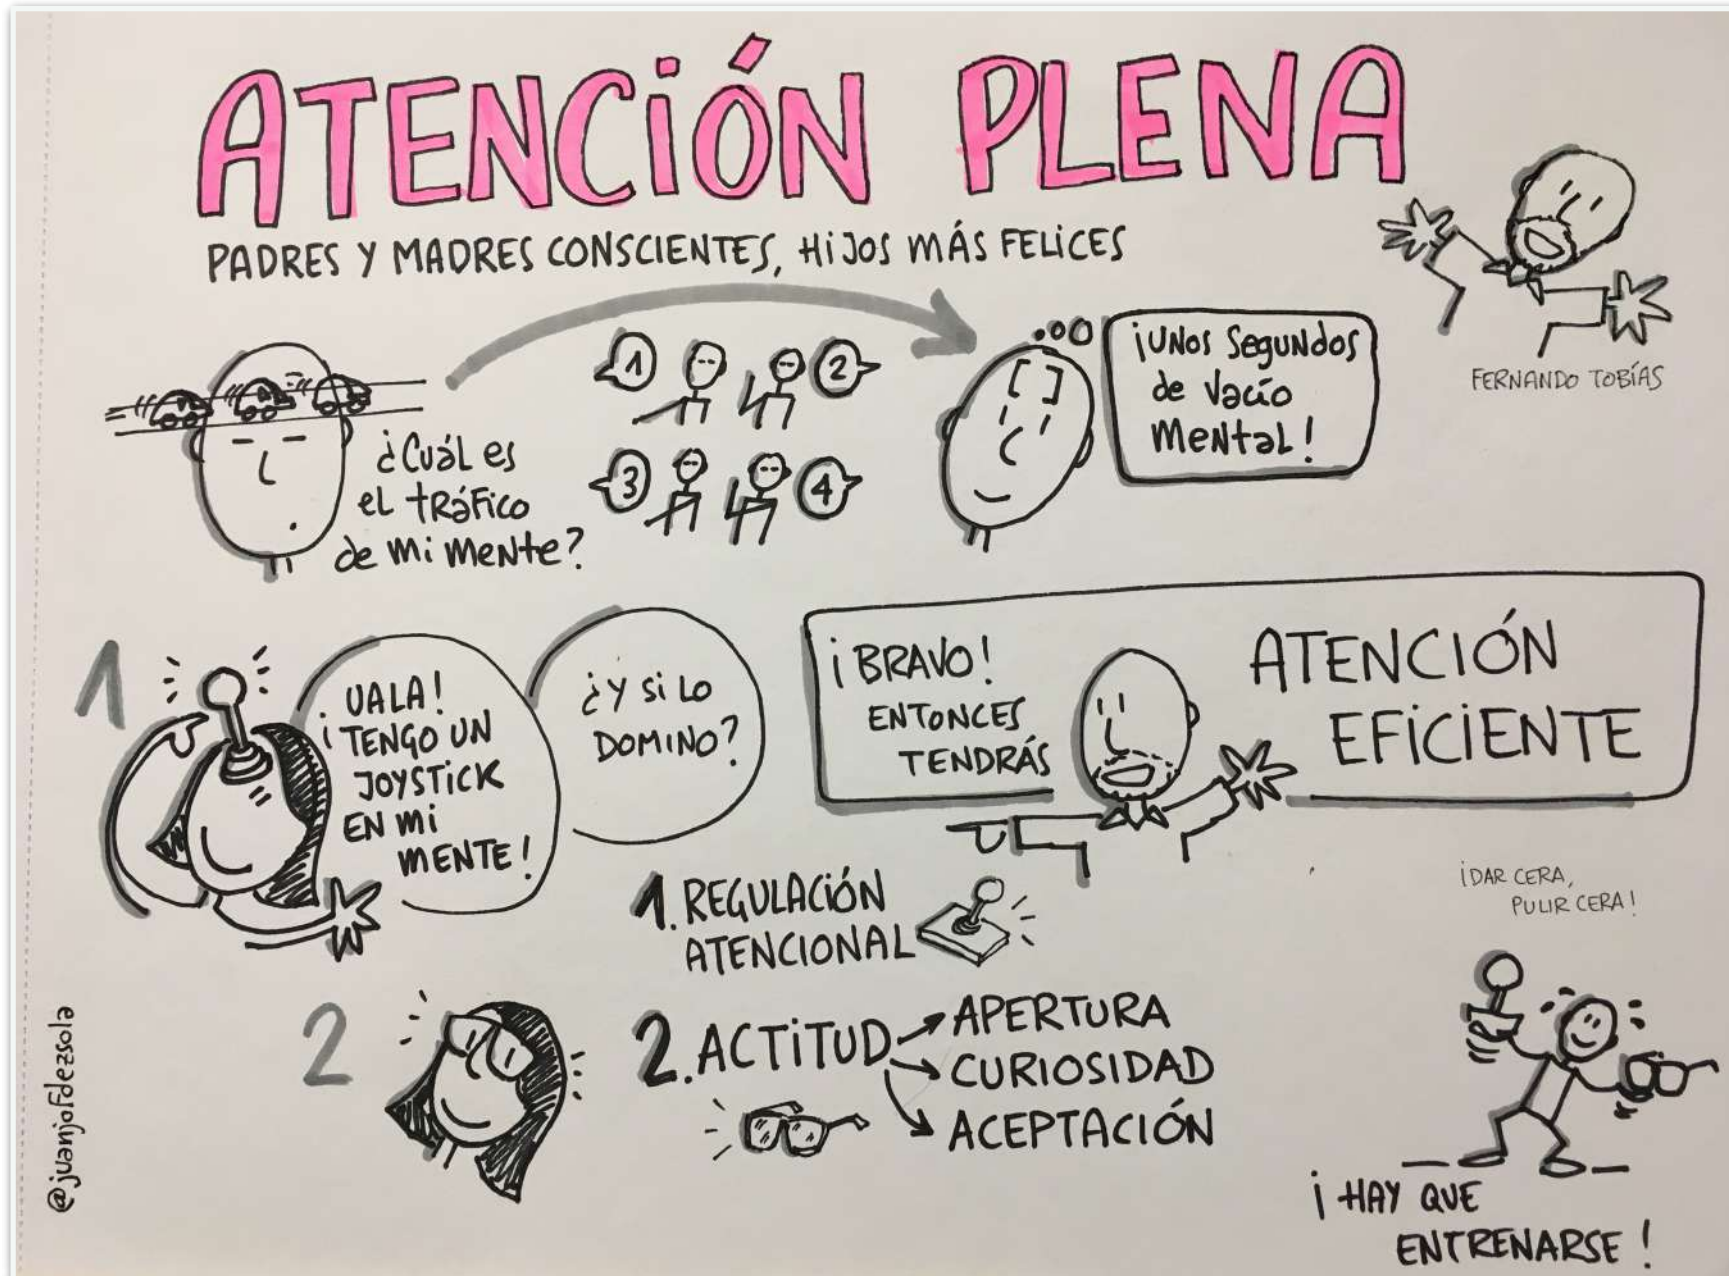 ATENCIÓN PLENA
PADRES Y MADRES CONSCIENTES, HIJOS MÁS FELICES
FERNANDO TOBÍAS
¿Cuál es
el tráfico
de mi mente?
1
2
3
4
¡UNOS SEGUNDOS
de vacío
mental!
1
UALA!
¡TENGO UN
JOYSTICK
EN mi
MENTE!
¿Y SI LO
DOMINO?
¡BRAVO!
ENTONCES
TENDRÁS
ATENCIÓN
EFICIENTE
1. REGULACIÓN
ATENCIONAL
2
2. ACTITUD
APERTURA
CURIOSIDAD
ACEPTACIÓN
¡DAR CERA,
PULIR CERA!
¡HAY QUE
ENTRENARSE!
@juanjofdezsola